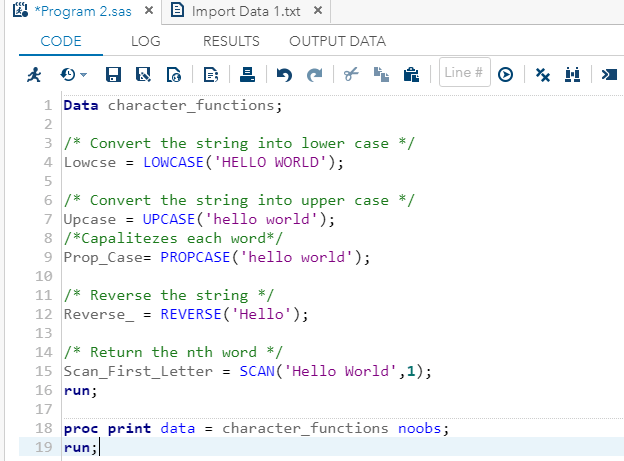 *Program 2.sas × Import Data 1.txt ×
CODE LOG RESULTS OUTPUT DATA
Line #
1 Data character_functions;
2
3 /* Convert the string into lower case */
4 Lowcse = LOWCASE('HELLO WORLD');
5
6 /* Convert the string into upper case */
7 Upcase = UPCASE('hello world');
8 /*Capalitezes each word*/
9 Prop_Case= PROPCASE('hello world');
10
11 /* Reverse the string */
12 Reverse_ = REVERSE('Hello');
13
14 /* Return the nth word */
15 Scan_First_Letter = SCAN('Hello World',1);
16 run;
17
18 proc print data = character_functions noobs;
19 run;